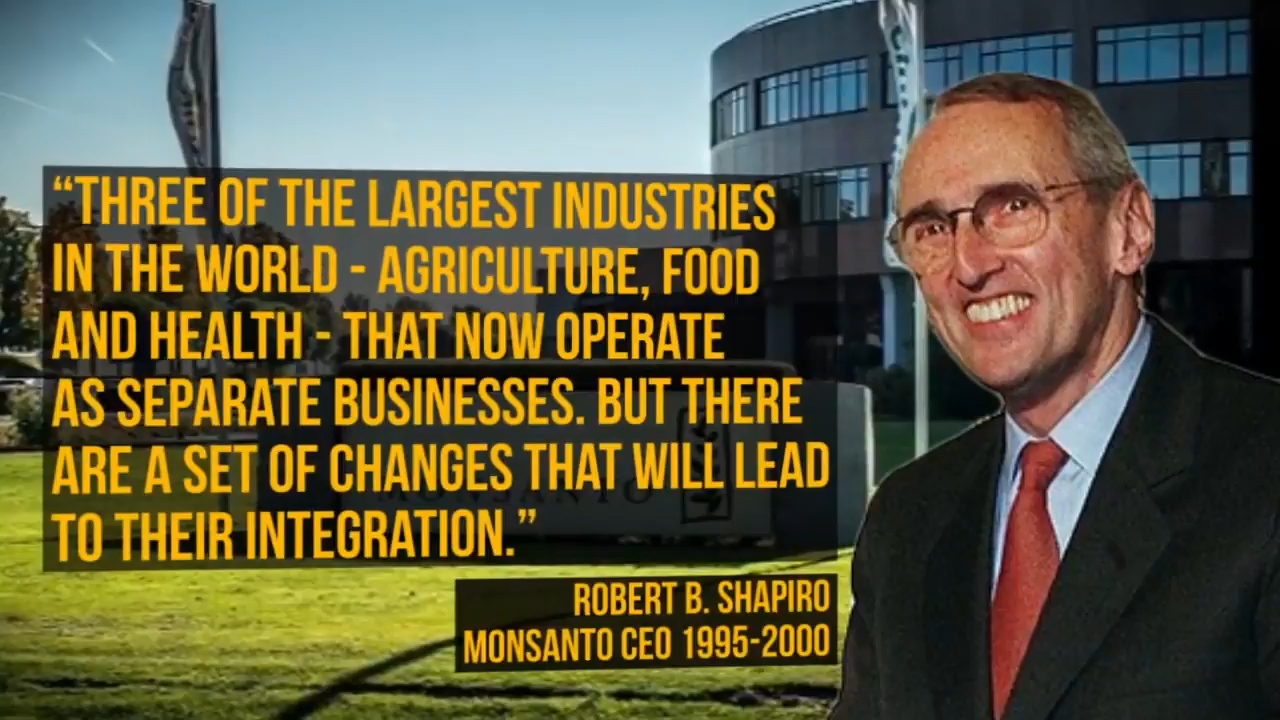 “THREE OF THE LARGEST INDUSTRIES
IN THE WORLD - AGRICULTURE, FOOD
AND HEALTH - THAT NOW OPERATE
AS SEPARATE BUSINESSES. BUT THERE
ARE A SET OF CHANGES THAT WILL LEAD
TO THEIR INTEGRATION.”
MONSANTO
ROBERT B. SHAPIRO
MONSANTO CEO 1995-2000